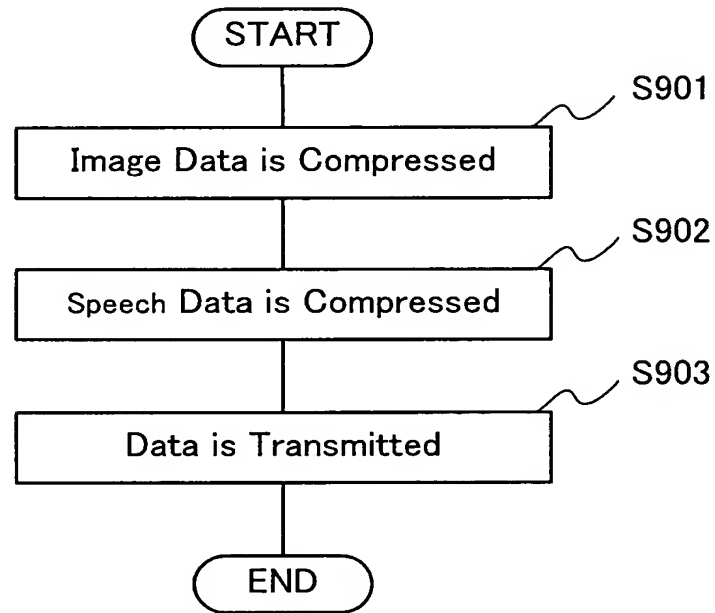 START
S901
Image Data is Compressed
S902
Speech Data is Compressed
S903
Data is Transmitted
END